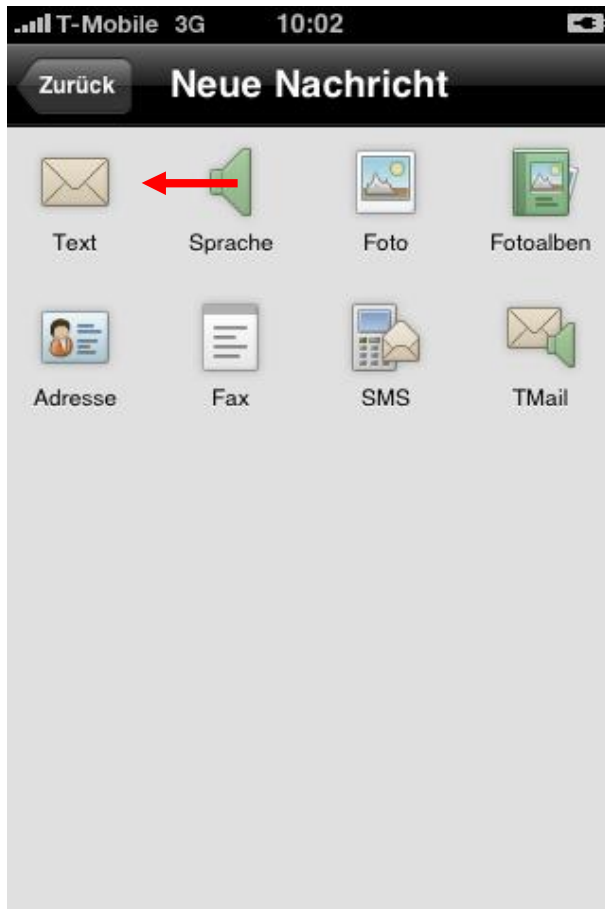 T-Mobile 3G 10:02
Zurück Neue Nachricht
Text Sprache Foto Fotoalben
Adresse Fax SMS TMail